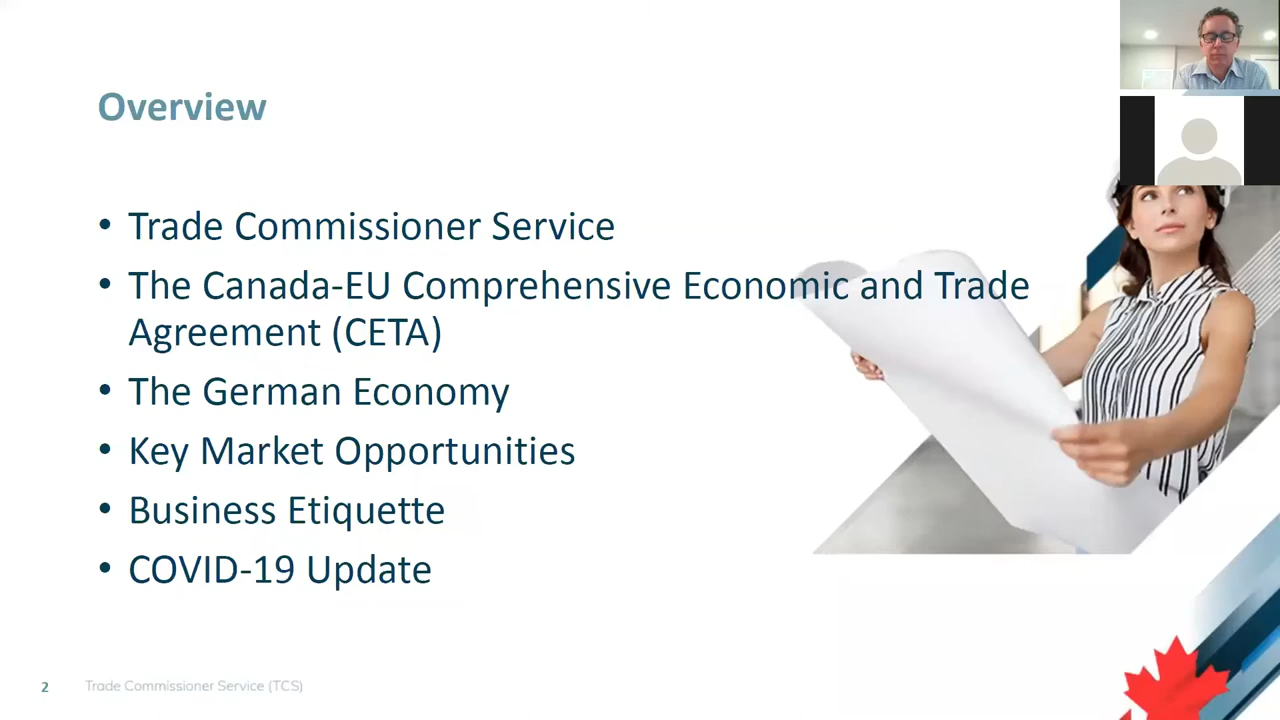 Overview
• Trade Commissioner Service
• The Canada-EU Comprehensive Economic and Trade
Agreement (CETA)
• The German Economy
• Key Market Opportunities
• Business Etiquette
• COVID-19 Update
2 Trade Commissioner Service (TCS)